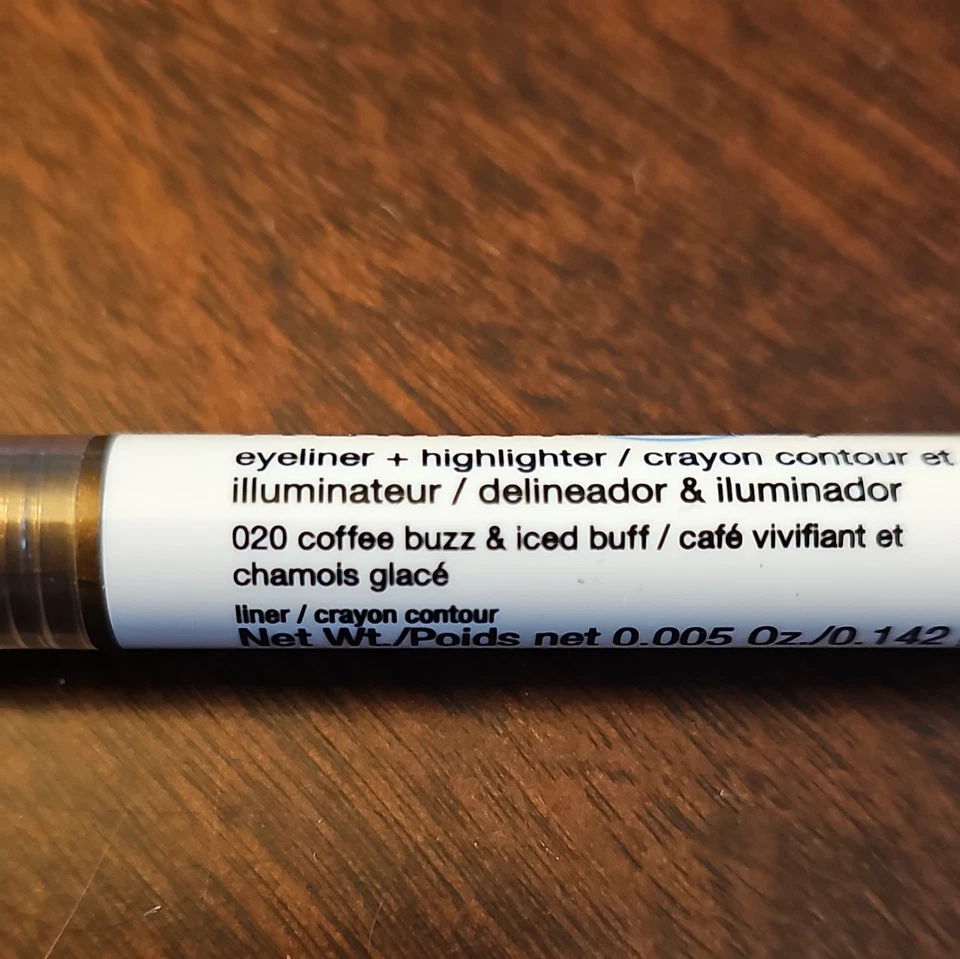 eyeliner + highlighter / crayon contour et
illuminateur / delineador & iluminador
020 coffee buzz & iced buff / café vivifiant et
chamois glacé
liner / crayon contour
Net Wt./Poids net 0.005 Oz./0.142